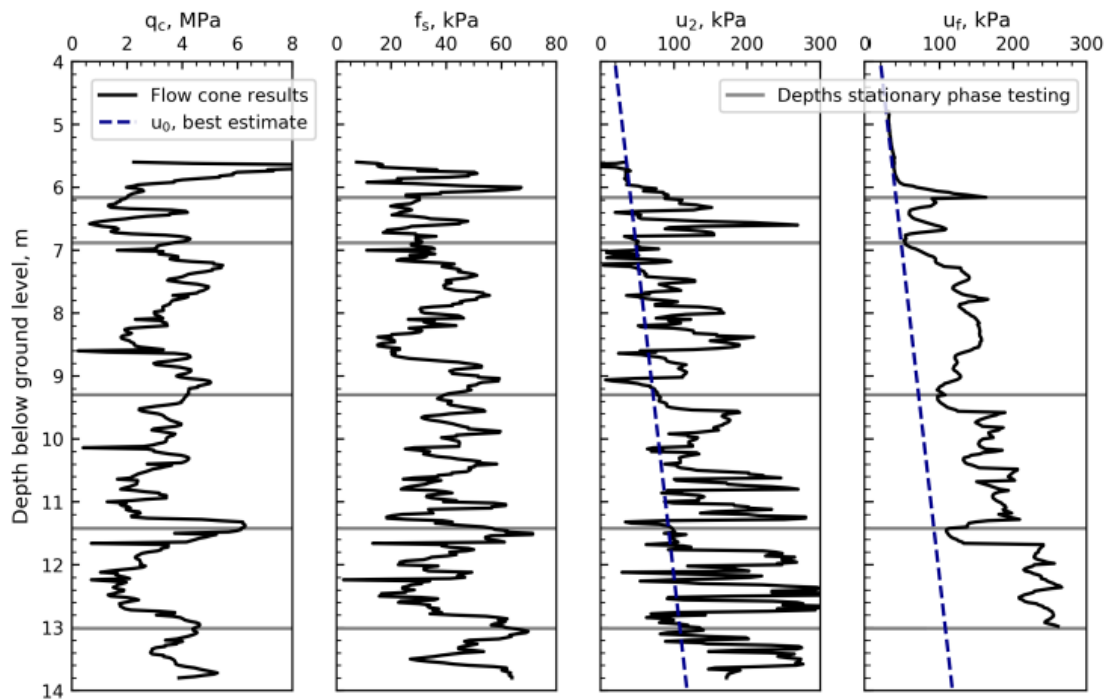 q_c, MPa
f_s, kPa
u_2, kPa
u_f, kPa
0 2 4 6 8
0 20 40 60 80
0 100 200 300
0 100 200 300
Flow cone results
u_0, best estimate
Depths stationary phase testing
Depth below ground level, m
4
5
6
7
8
9
10
11
12
13
14